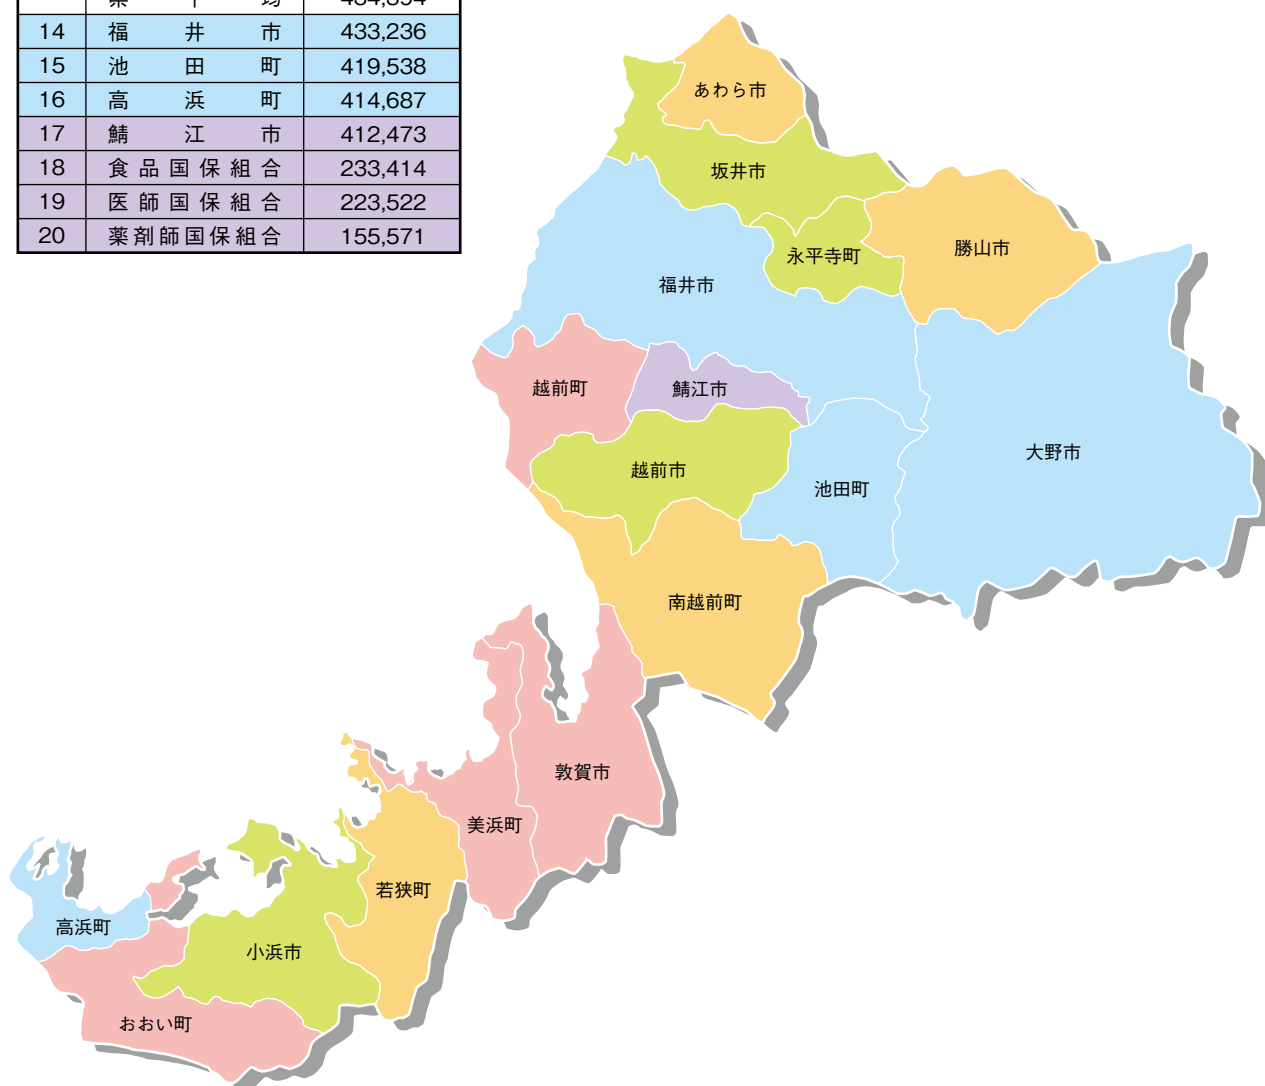 14 福井市 433,236
15 池田町 419,538
16 高浜町 414,687
17 鯖江市 412,473
18 食品国保組合 233,414
19 医師国保組合 223,522
20 薬剤師国保組合 155,571
あわら市
坂井市
永平寺町
勝山市
福井市
越前町
鯖江市
大野市
越前市
池田町
南越前町
敦賀市
美浜町
若狭町
高浜町
小浜市
おおい町